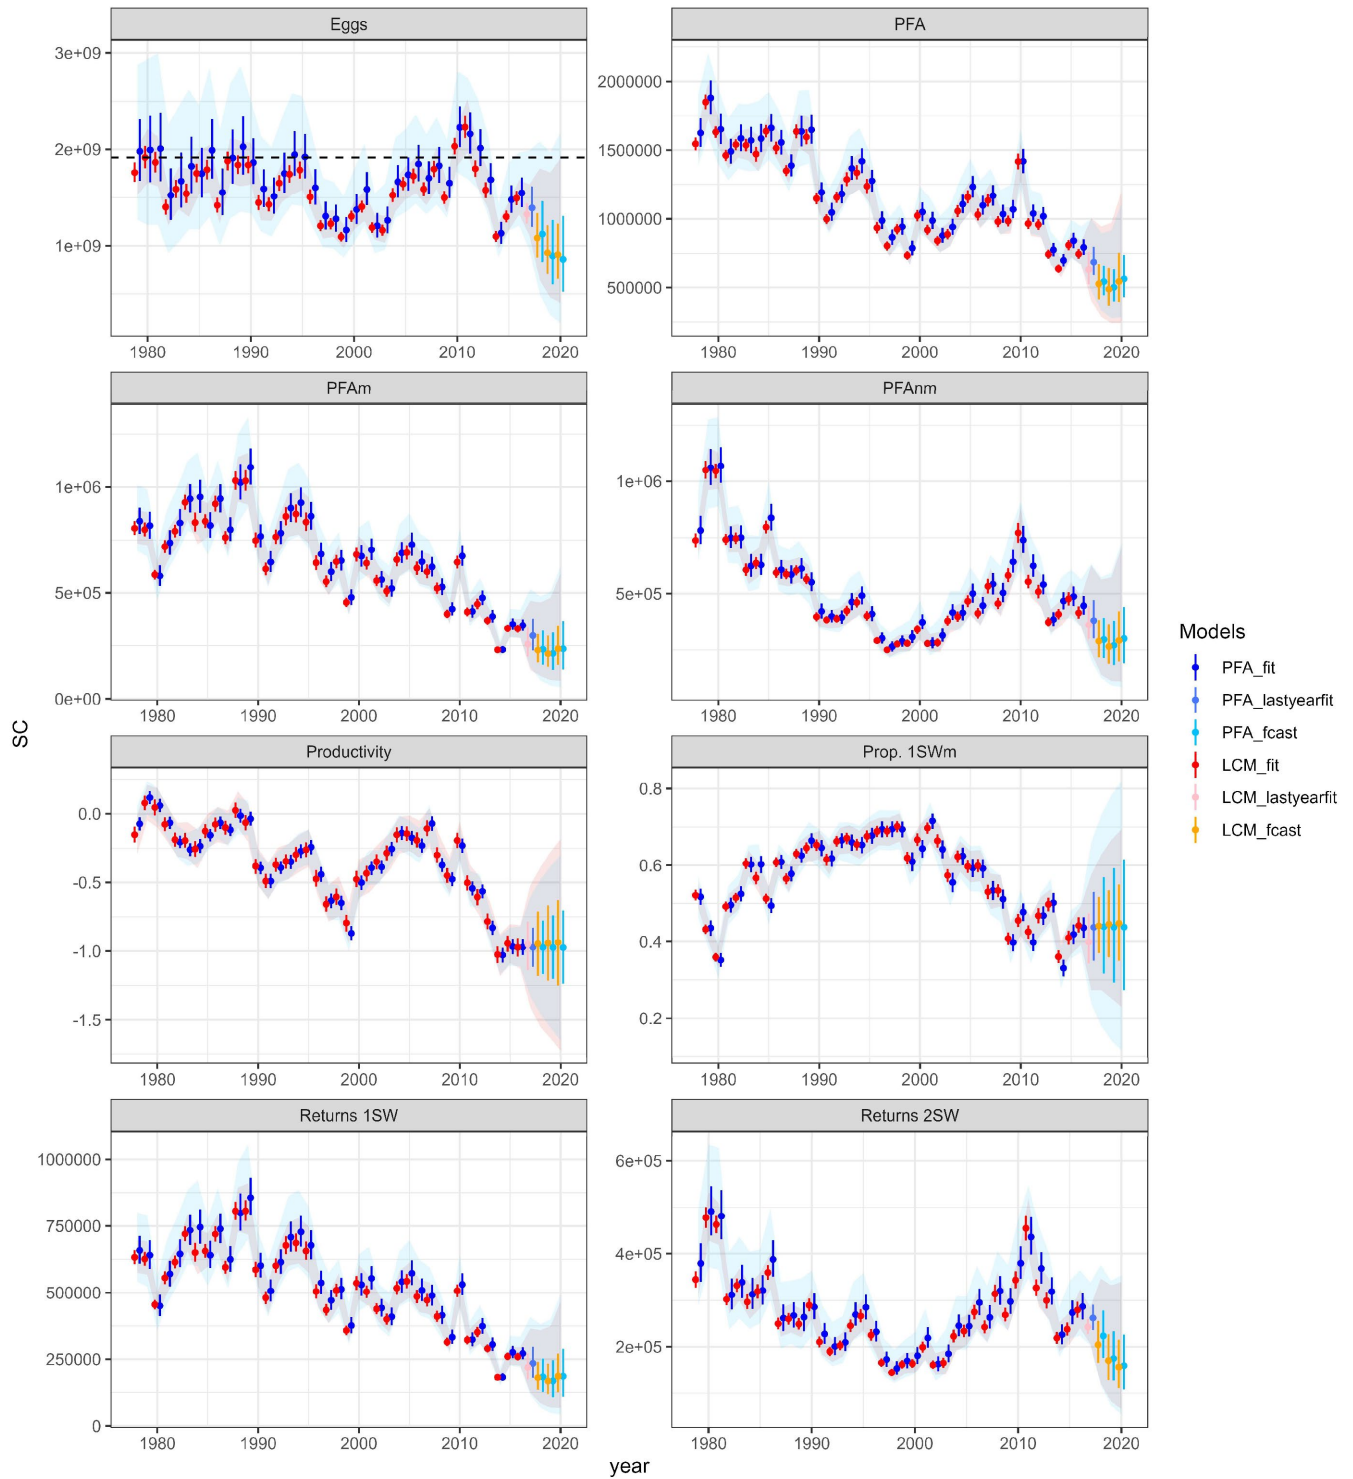 Eggs
PFA
3e+09
2e+09
1e+09
2000000
1500000
1000000
500000
1980 1990 2000 2010 2020
1980 1990 2000 2010 2020
PFAm
PFAnm
1e+06
5e+05
0e+00
1e+06
5e+05
1980 1990 2000 2010 2020
1980 1990 2000 2010 2020
SC
Productivity
Prop. 1SWm
0.0
-0.5
-1.0
-1.5
0.8
0.6
0.4
0.2
1980 1990 2000 2010 2020
1980 1990 2000 2010 2020
Returns 1SW
Returns 2SW
1000000
750000
500000
250000
0
6e+05
4e+05
2e+05
1980 1990 2000 2010 2020
1980 1990 2000 2010 2020
year
Models
PFA_fit
PFA_lastyearfit
PFA_fcast
LCM_fit
LCM_lastyearfit
LCM_fcast